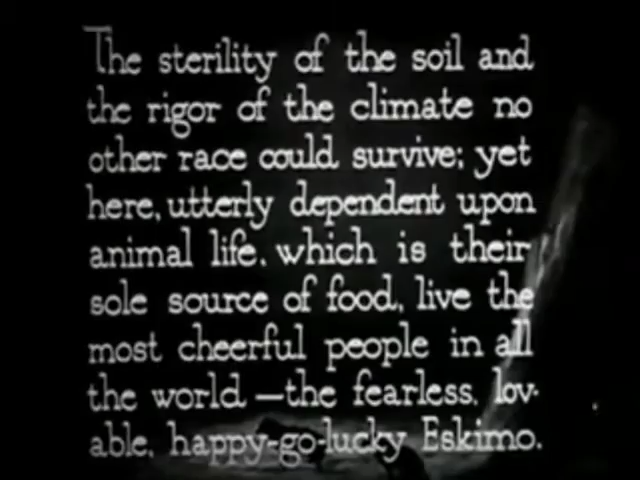 The sterility of the soil and
the rigor of the climate no
other race could survive; yet
here, utterly dependent upon
animal life, which is their
sole source of food, live the
most cheerful people in all
the world—the fearless, lov-
able, happy-go-lucky Eskimo.